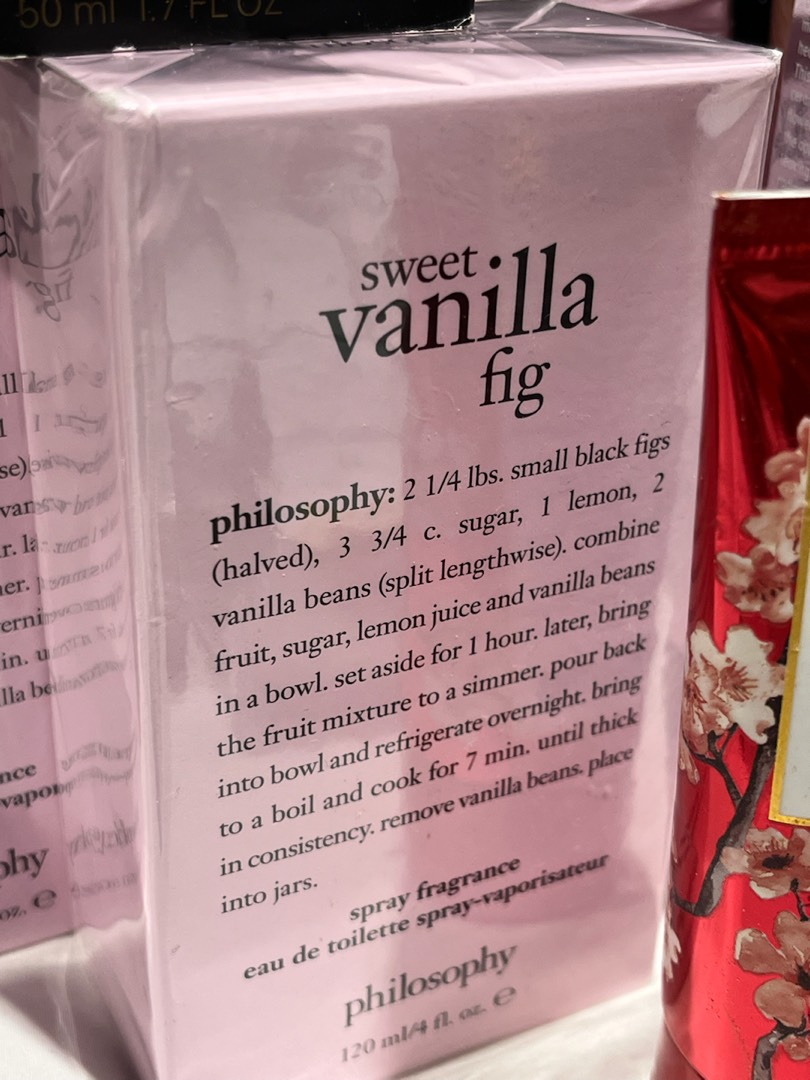 50 ml 1.7 FL OZ
sweet
vanilla
fig
philosophy: 2 1/4 lbs. small black figs
(halved), 3 3/4 c. sugar, 1 lemon, 2
vanilla beans (split lengthwise). combine
fruit, sugar, lemon juice and vanilla beans
in a bowl. set aside for 1 hour. later, bring
the fruit mixture to a simmer. pour back
into bowl and refrigerate overnight. bring
to a boil and cook for 7 min. until thick
in consistency. remove vanilla beans. place
into jars.
spray fragrance
eau de toilette spray-vaporisateur
philosophy
120 ml/4 fl. oz. ℮